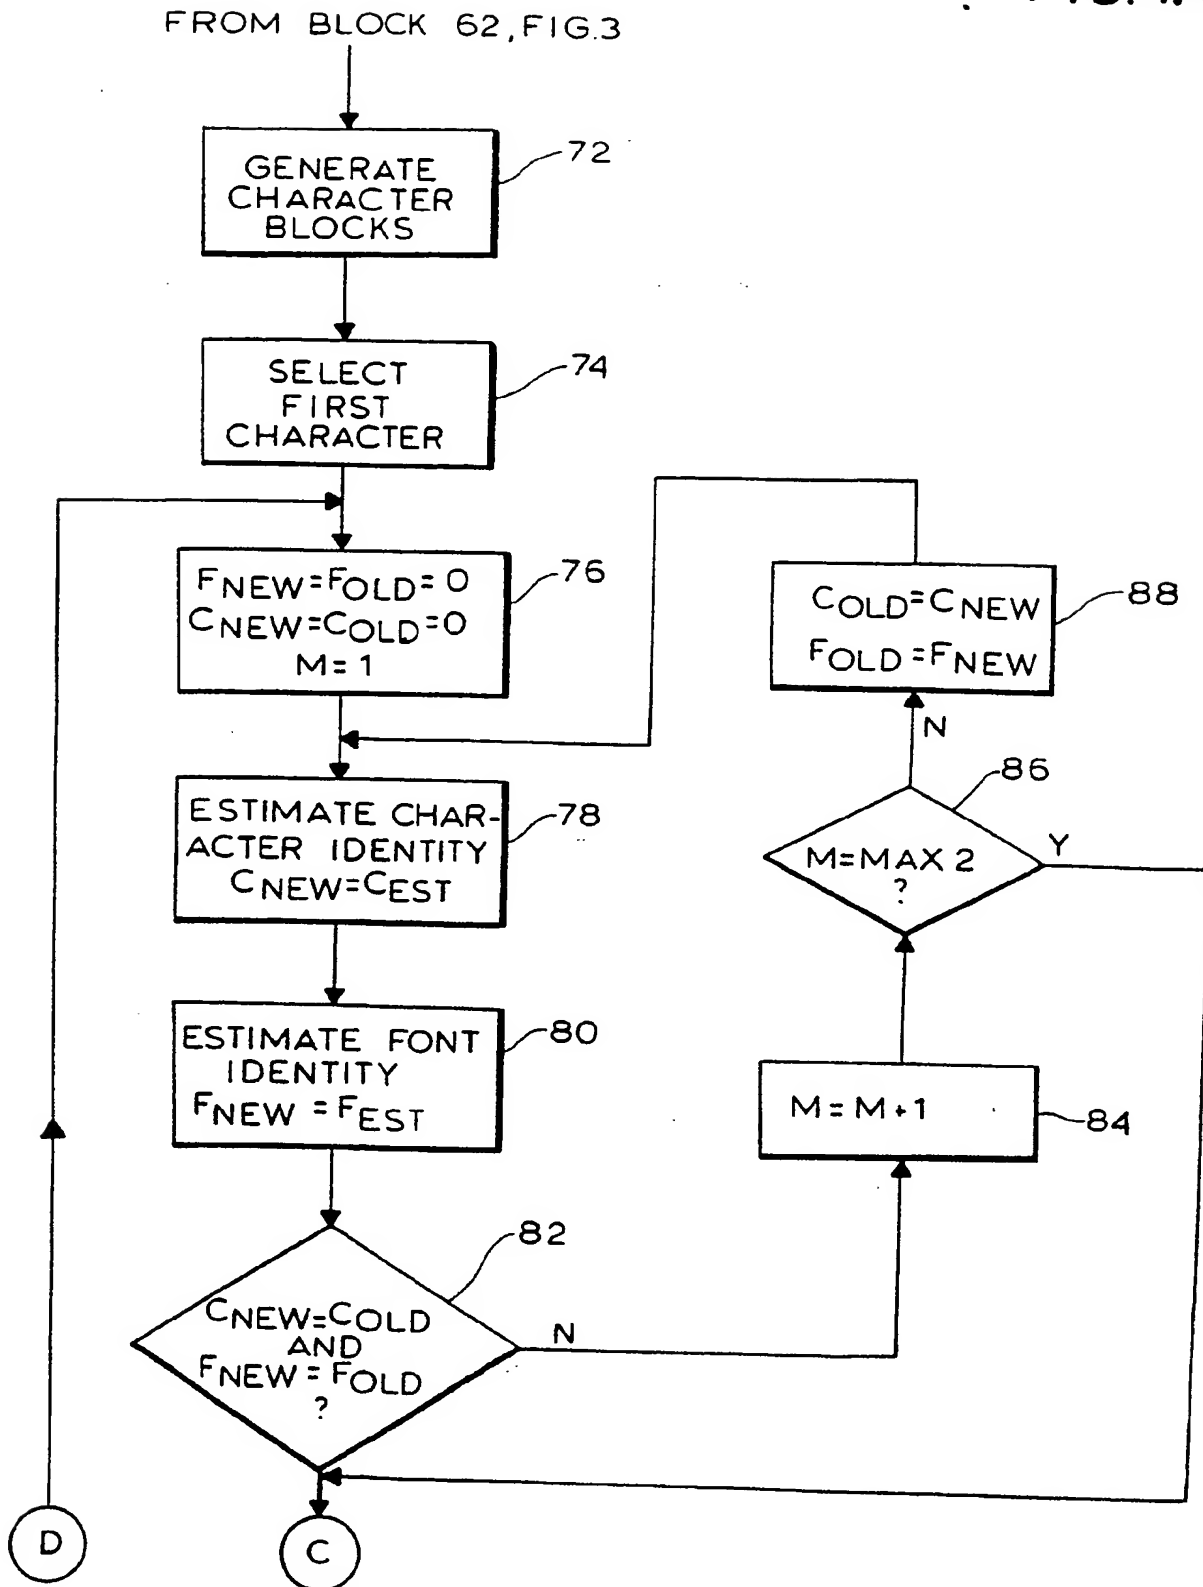 FROM BLOCK 62, FIG.3
GENERATE
CHARACTER
BLOCKS
72
SELECT
FIRST
CHARACTER
74
FNEW=FOLD=0
CNEW=COLD=0
M=1
76
ESTIMATE CHAR-
ACTER IDENTITY
CNEW=CEST
78
ESTIMATE FONT
IDENTITY
FNEW=FEST
80
CNEW=COLD
AND
FNEW=FOLD
?
82
N
M=M+1
84
M=MAX 2
?
86
Y
N
COLD=CNEW
FOLD=FNEW
88
D
C